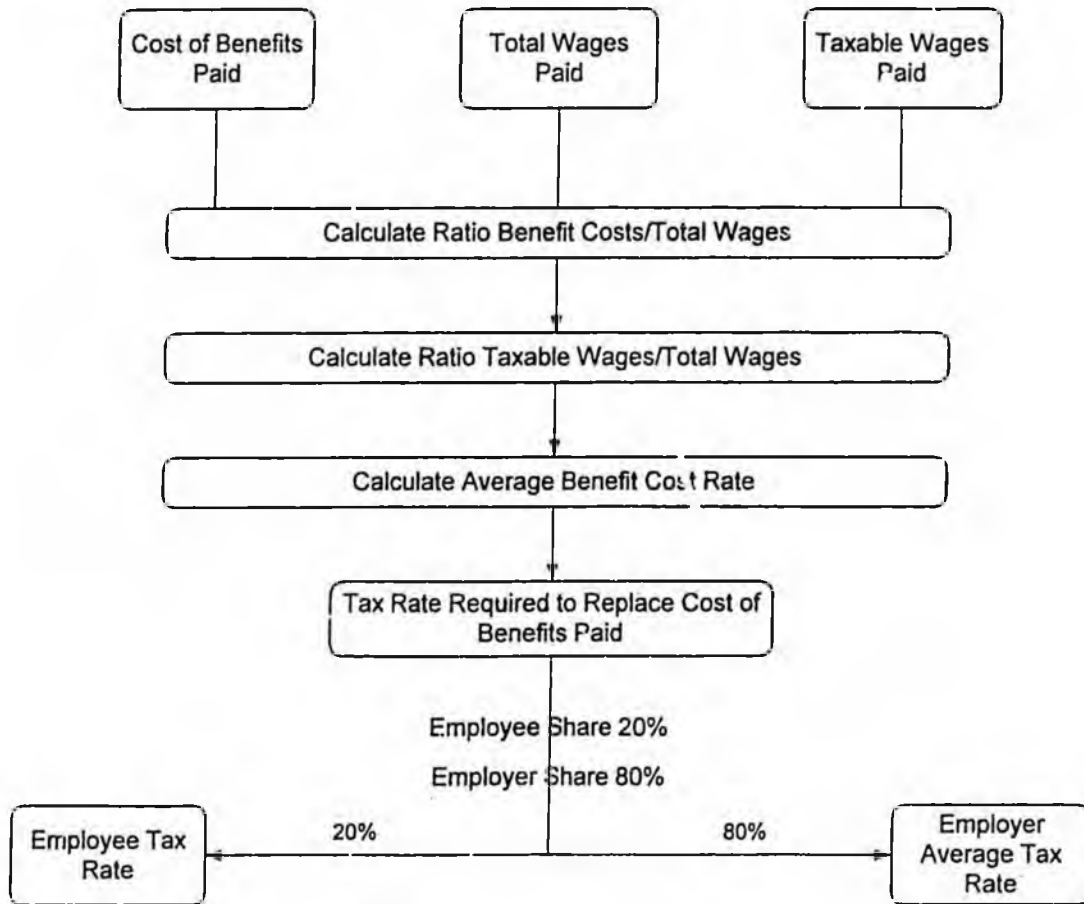 Cost of Benefits
Paid
Total Wages
Paid
Taxable Wages
Paid
Calculate Ratio Benefit Costs/Total Wages
Calculate Ratio Taxable Wages/Total Wages
Calculate Average Benefit Cost Rate
Tax Rate Required to Replace Cost of
Benefits Paid
Employee Share 20%
Employer Share 80%
20%
80%
Employee Tax
Rate
Employer
Average Tax
Rate